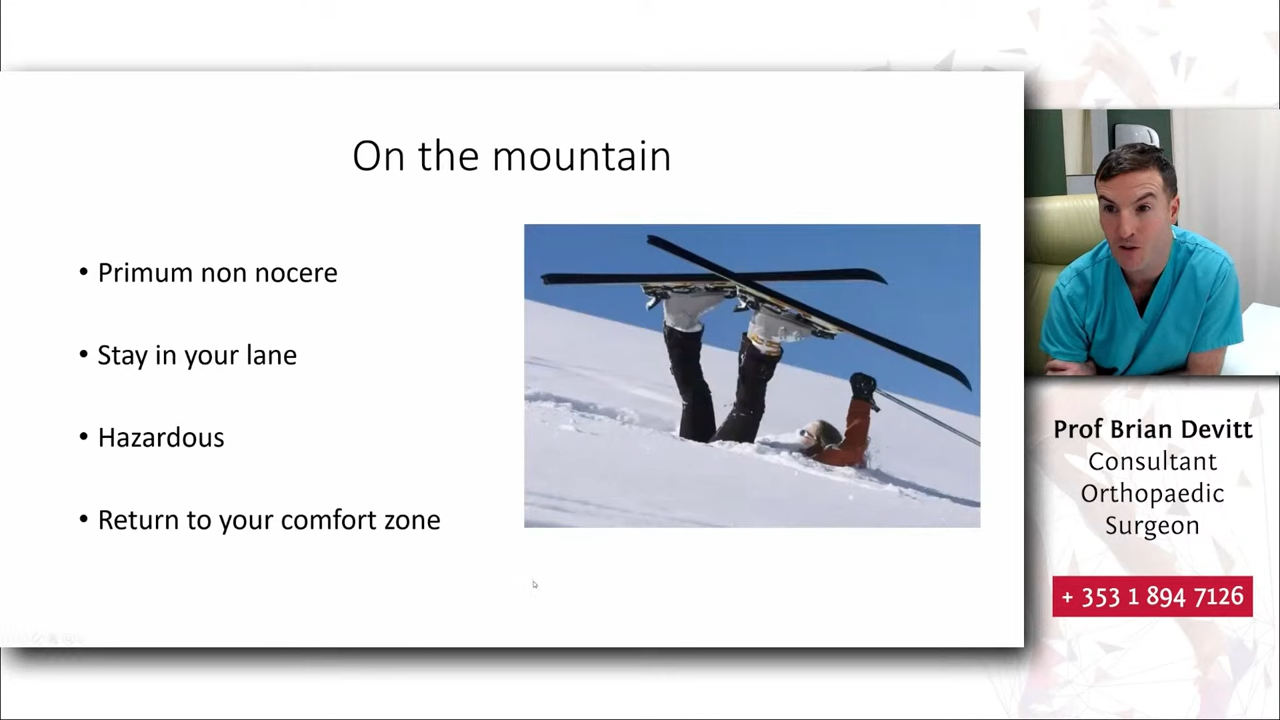 On the mountain
• Primum non nocere
• Stay in your lane
• Hazardous
• Return to your comfort zone
Prof Brian Devitt
Consultant
Orthopaedic
Surgeon
+ 353 1 894 7126